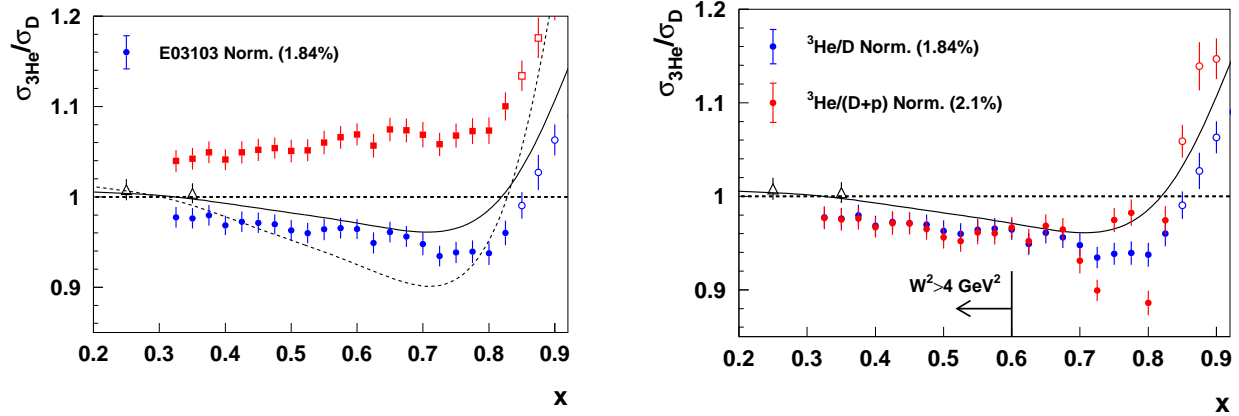 σ3He/σD
1.2
1.1
1
0.9
E03103 Norm. (1.84%)
0.2 0.3 0.4 0.5 0.6 0.7 0.8 0.9
x
σ3He/σD
1.2
1.1
1
0.9
³He/D Norm. (1.84%)
³He/(D+p) Norm. (2.1%)
W²>4 GeV²
0.2 0.3 0.4 0.5 0.6 0.7 0.8 0.9
x